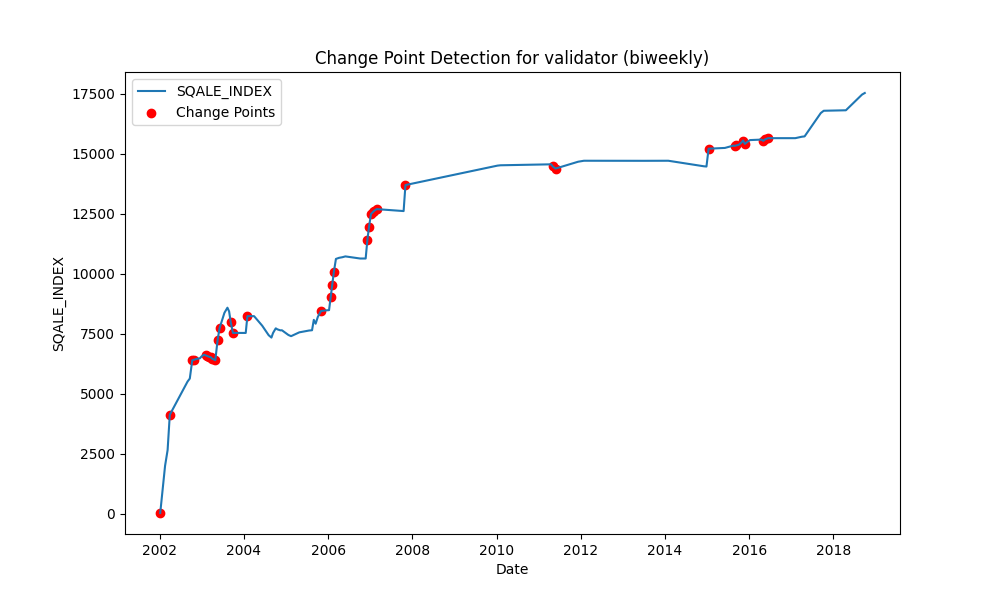 Change Point Detection for validator (biweekly)
SQALE_INDEX
Change Points
17500
15000
12500
10000
7500
5000
2500
0
SQALE_INDEX
2002 2004 2006 2008 2010 2012 2014 2016 2018
Date